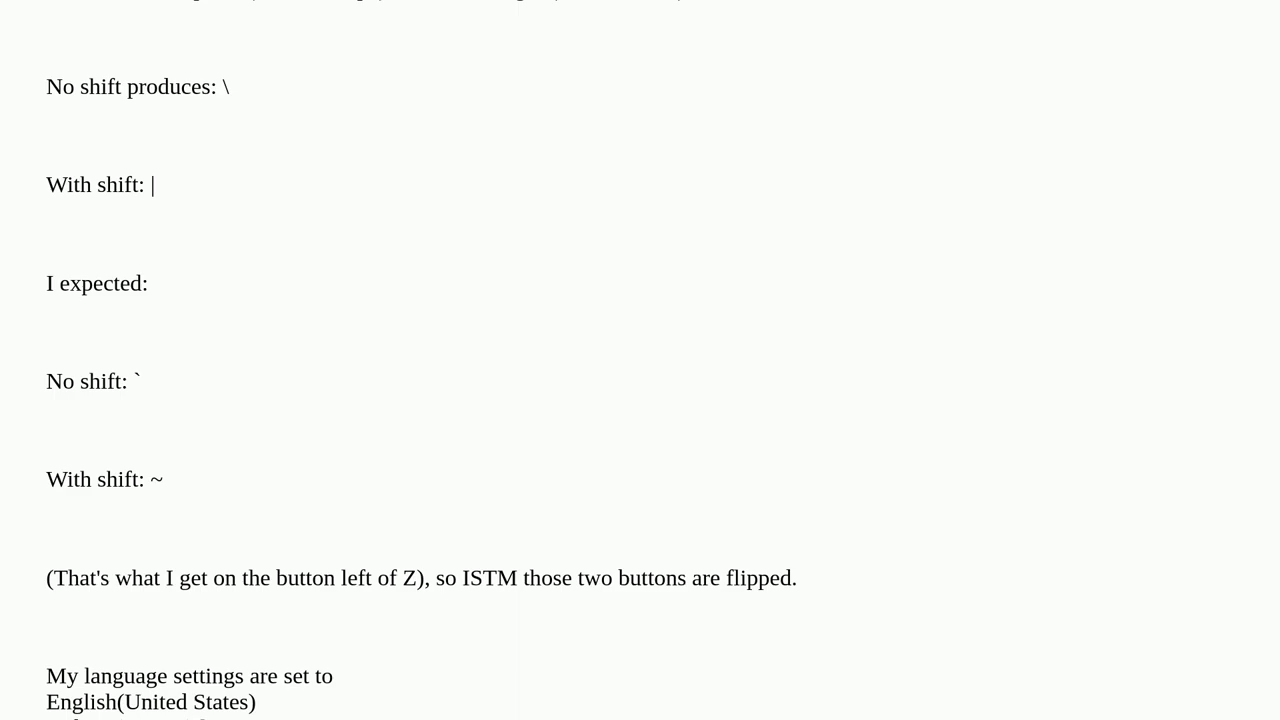 No shift produces: \
With shift: |
I expected:
No shift: `
With shift: ~
(That's what I get on the button left of Z), so ISTM those two buttons are flipped.
My language settings are set to
English(United States)